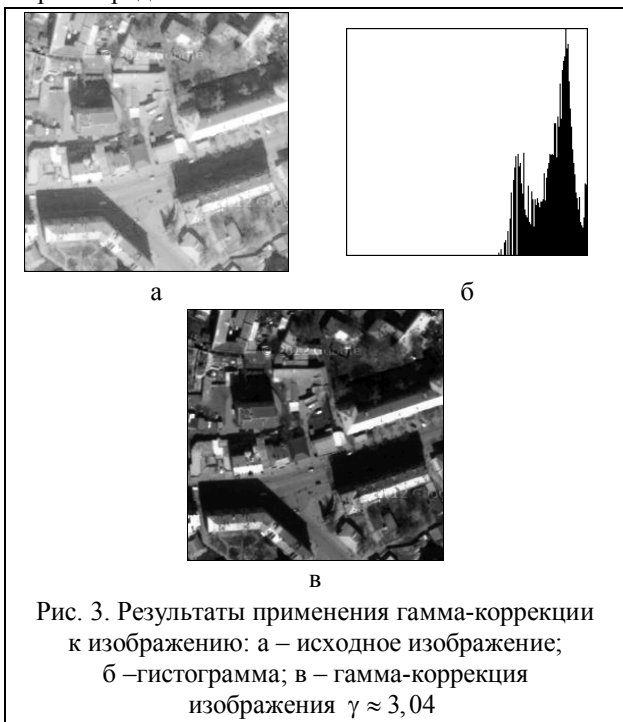 а
б
в
Рис. 3. Результаты применения гамма-коррекции
к изображению: а – исходное изображение;
б –гистограмма; в – гамма-коррекция
изображения γ ≈ 3,04